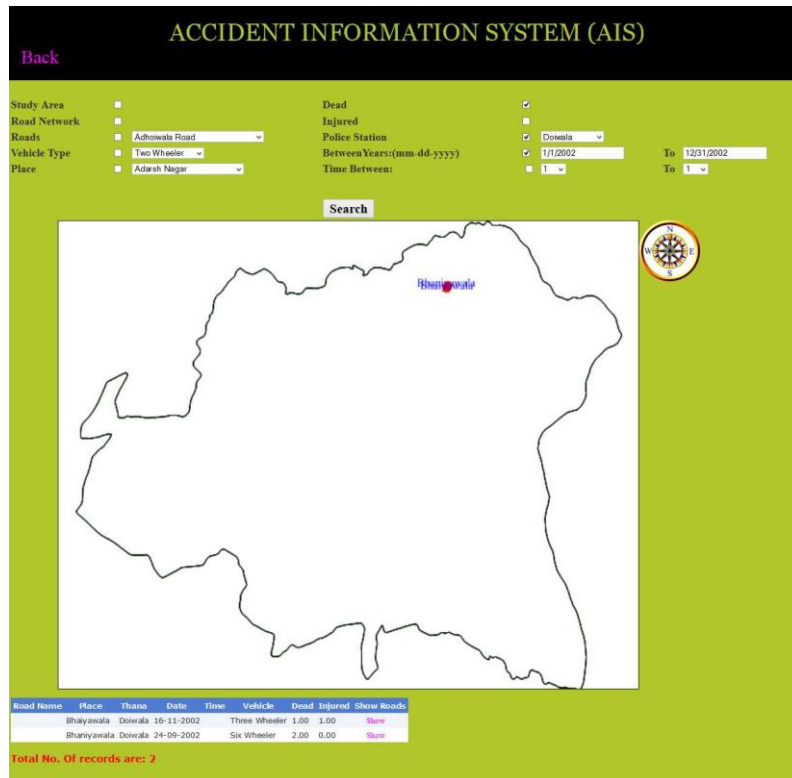 ACCIDENT INFORMATION SYSTEM (AIS)
Back
Study Area Dead
Road Network Injured
Roads Adhoiwala Road Police Station Doiwala
Vehicle Type Two Wheeler BetweenYears:(mm-dd-yyyy) 1/1/2002 To 12/31/2002
Place Adarsh Nagar Time Between: 1 To 1
Search
N
W E
S
Road Name Place Thana Date Time Vehicle Dead Injured Show Roads
Bhaiyawala Doiwala 16-11-2002 Three Wheeler 1.00 1.00 Show
Bhaniyawala Doiwala 24-09-2002 Six Wheeler 2.00 0.00 Show
Total No. Of records are: 2